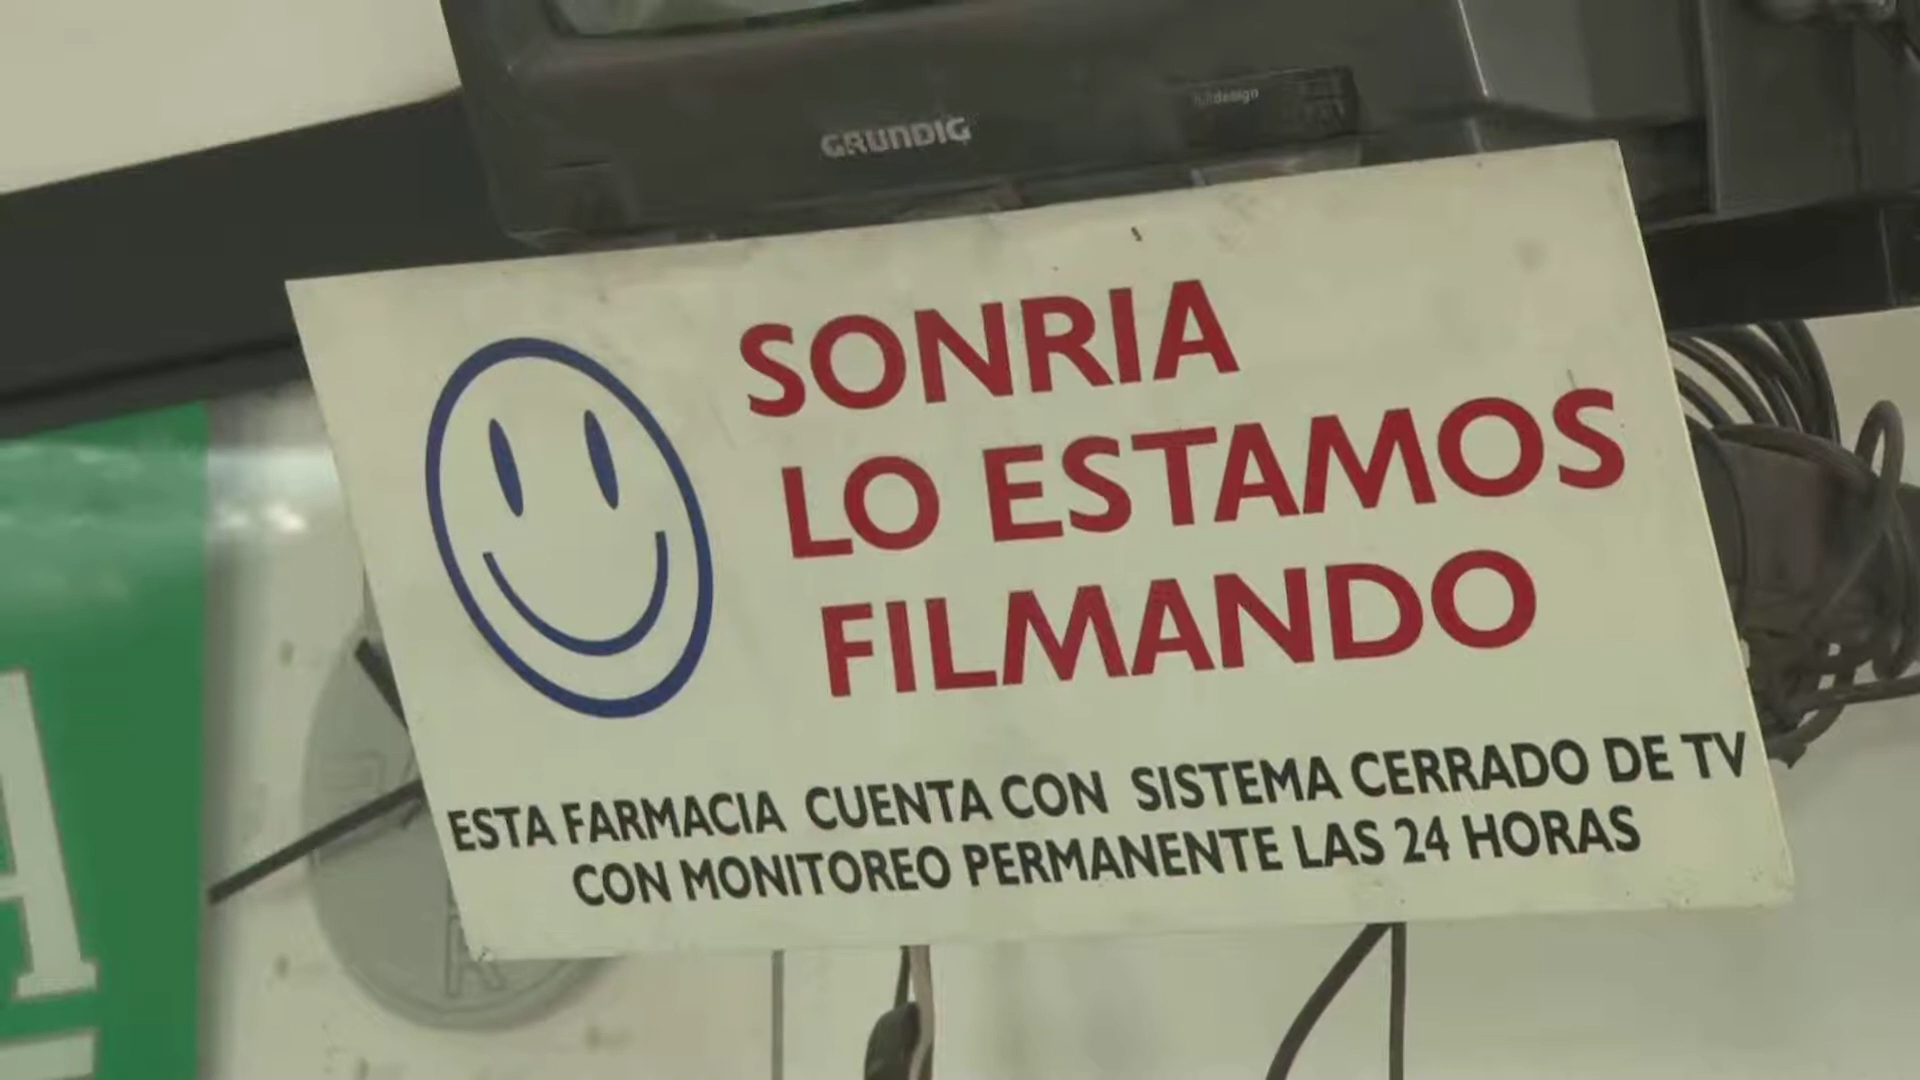 GRUNDIG
design
SONRIA
LO ESTAMOS
FILMANDO
ESTA FARMACIA CUENTA CON SISTEMA CERRADO DE TV
CON MONITOREO PERMANENTE LAS 24 HORAS
A